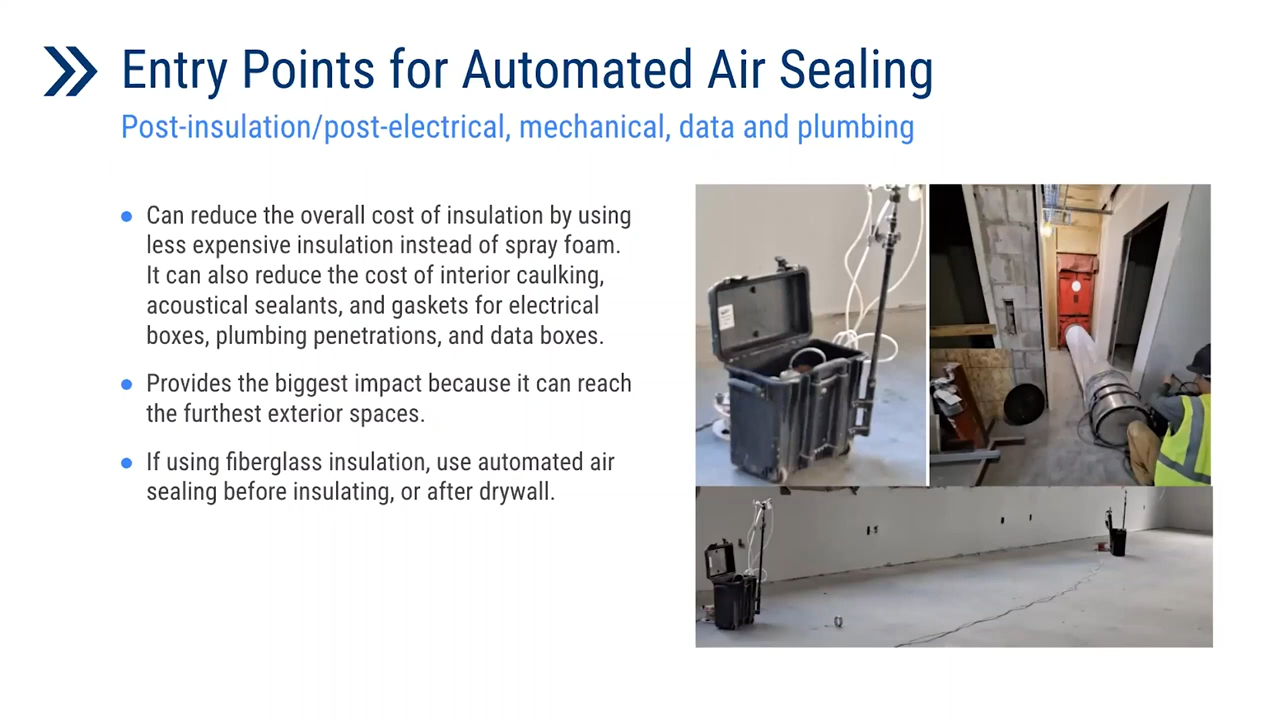 Entry Points for Automated Air Sealing
Post-insulation/post-electrical, mechanical, data and plumbing
Can reduce the overall cost of insulation by using
less expensive insulation instead of spray foam.
It can also reduce the cost of interior caulking,
acoustical sealants, and gaskets for electrical
boxes, plumbing penetrations, and data boxes.
Provides the biggest impact because it can reach
the furthest exterior spaces.
If using fiberglass insulation, use automated air
sealing before insulating, or after drywall.